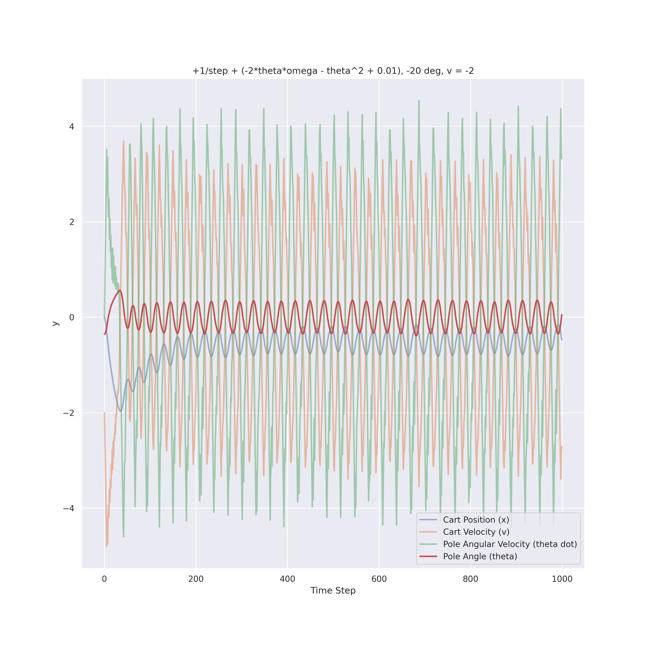 +1/step + (-2*theta*omega - theta^2 + 0.01), -20 deg, v = -2
4
2
0
−2
−4
y
0 200 400 600 800 1000
Time Step
Cart Position (x)
Cart Velocity (v)
Pole Angular Velocity (theta dot)
Pole Angle (theta)